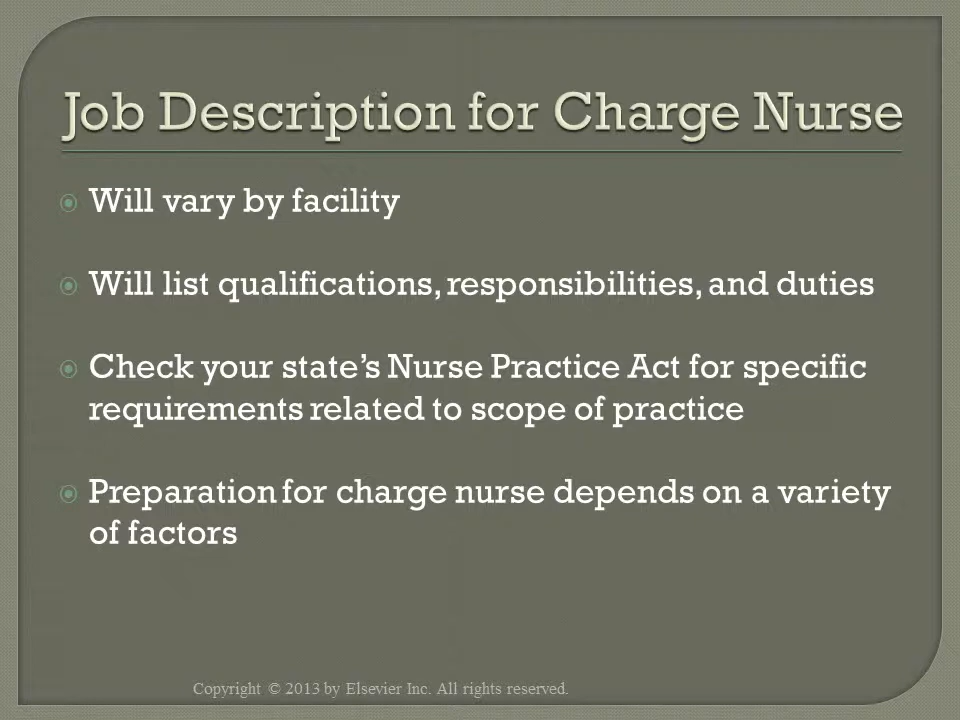 Job Description for Charge Nurse
Will vary by facility
Will list qualifications, responsibilities, and duties
Check your state’s Nurse Practice Act for specific
requirements related to scope of practice
Preparation for charge nurse depends on a variety
of factors
Copyright © 2013 by Elsevier Inc. All rights reserved.